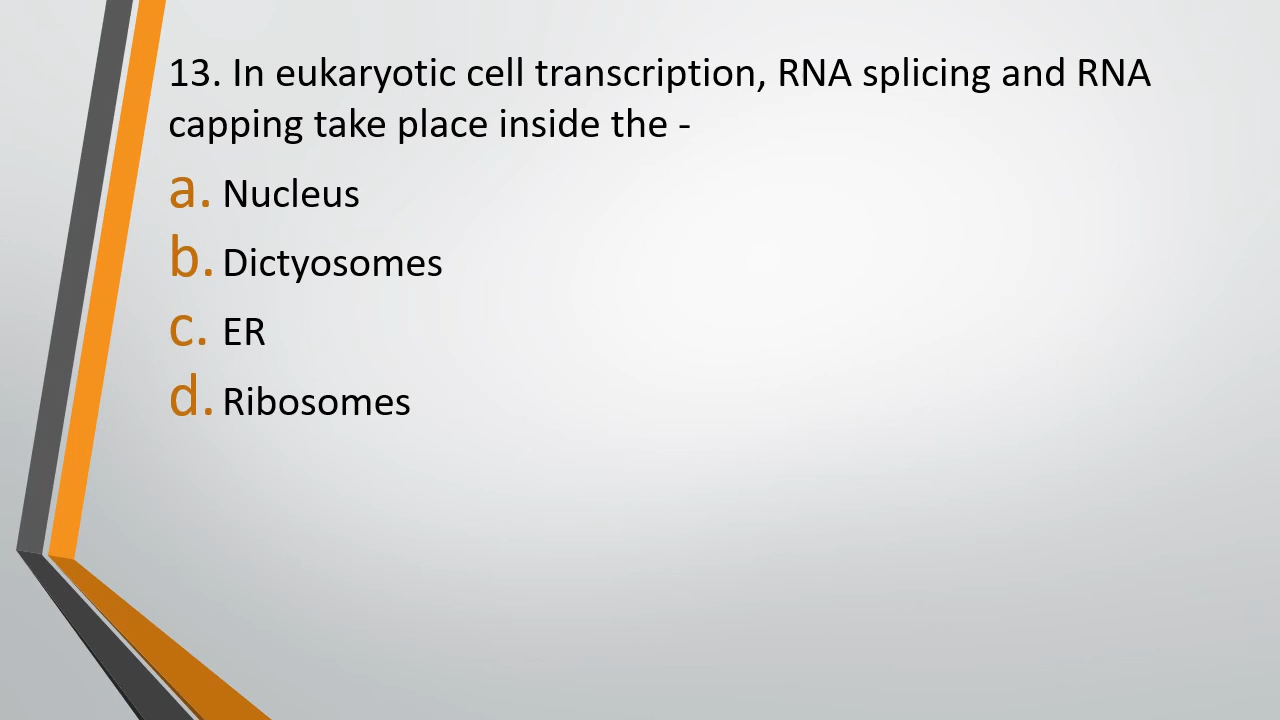 13. In eukaryotic cell transcription, RNA splicing and RNA
capping take place inside the -
a. Nucleus
b. Dictyosomes
c. ER
d. Ribosomes